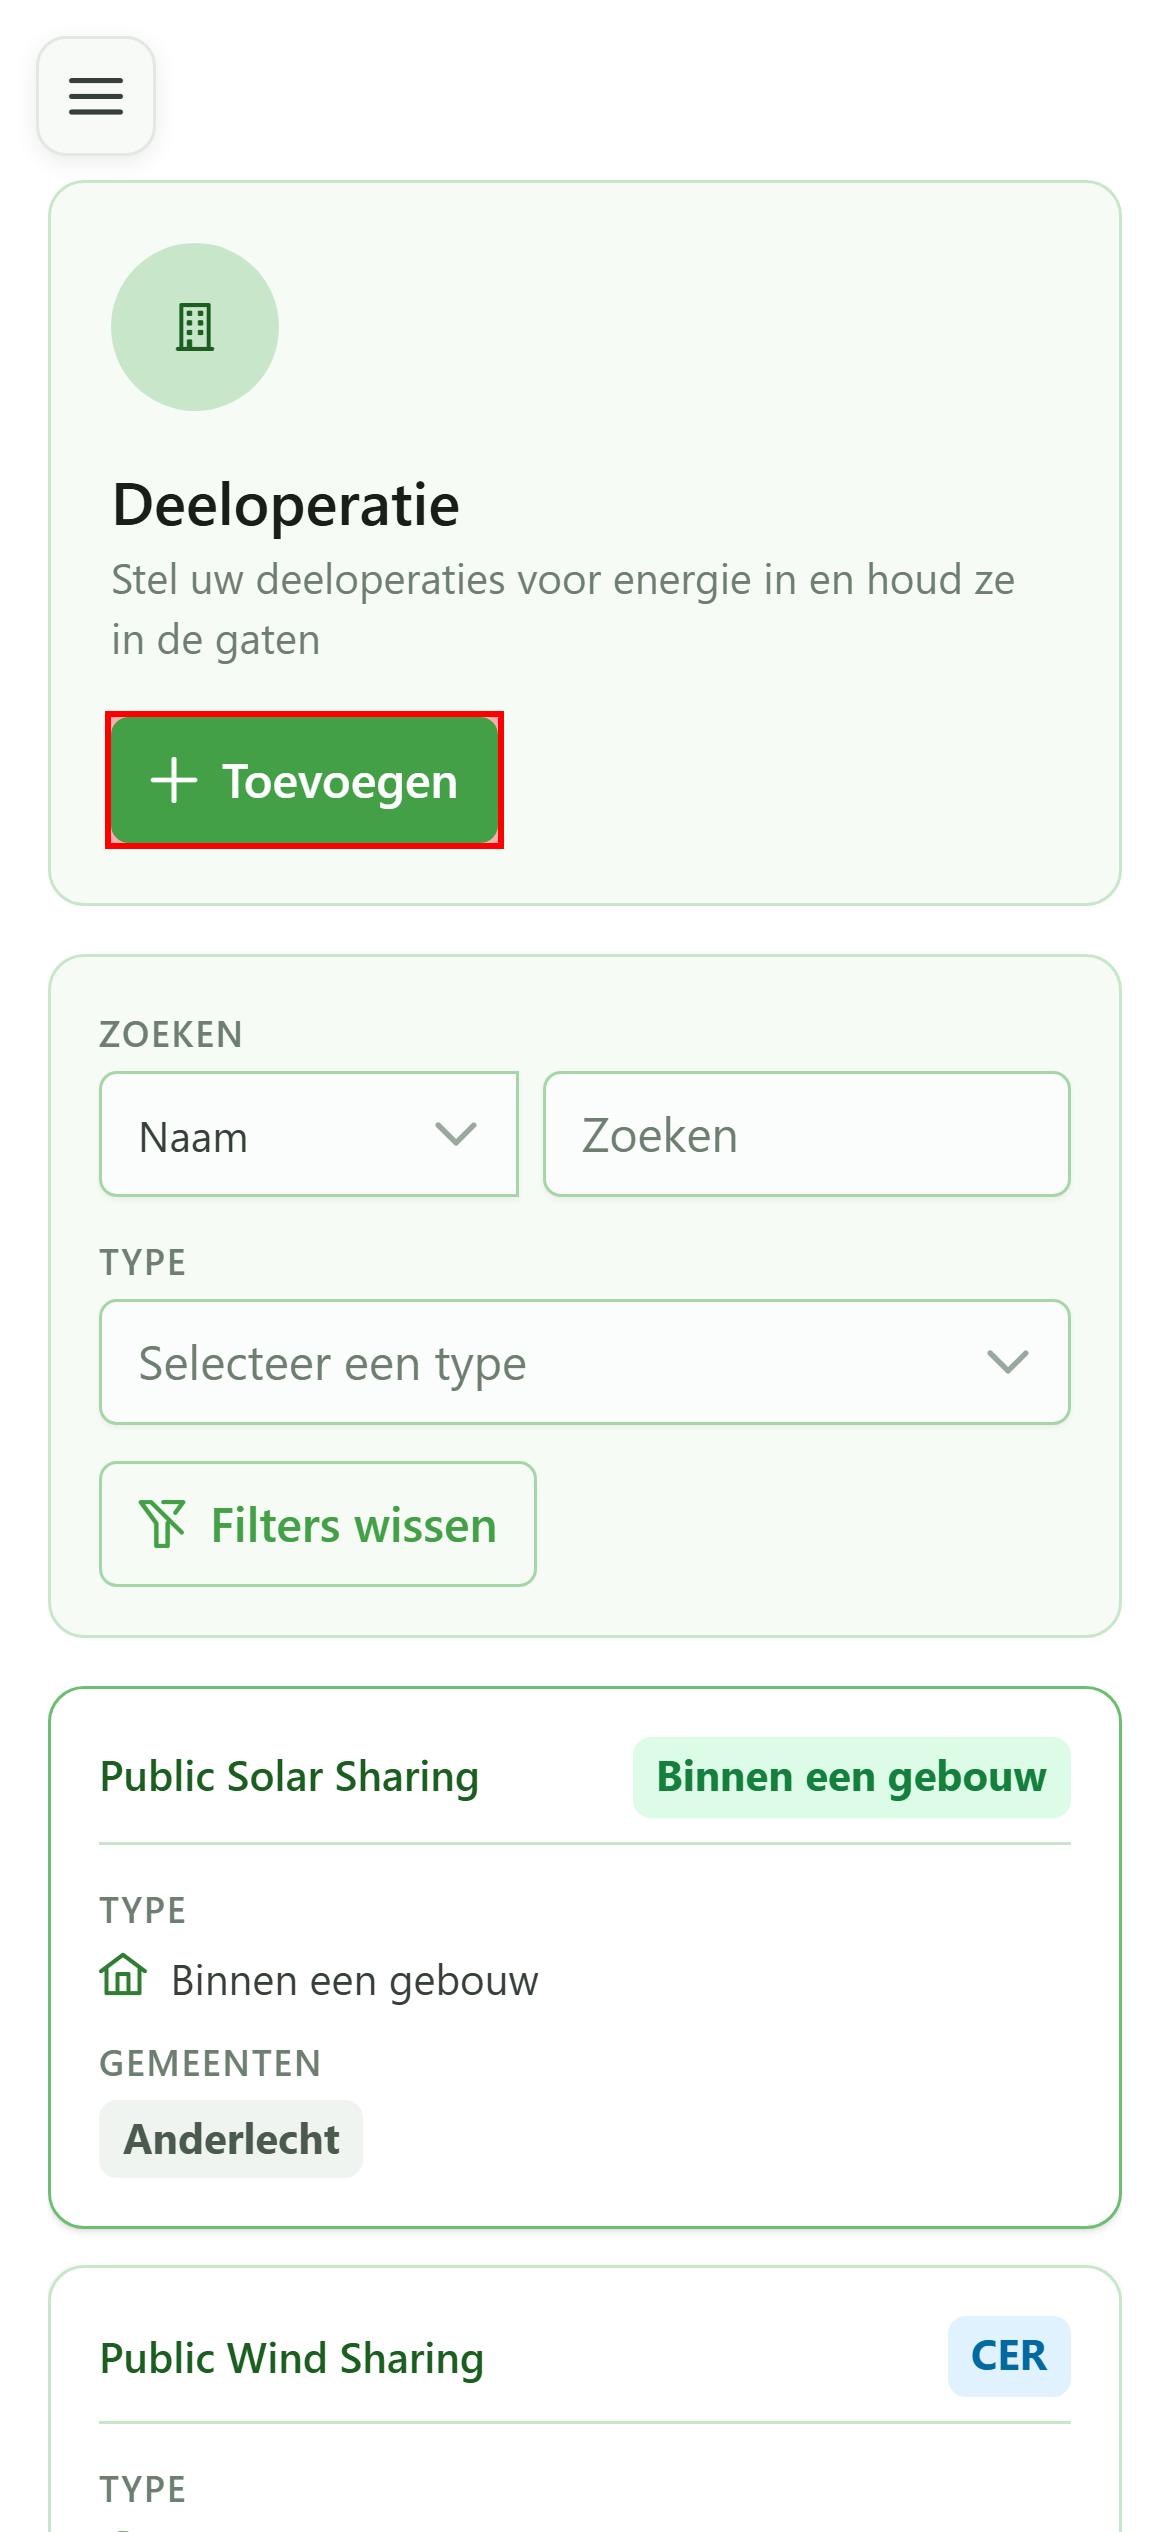 Deeloperatie
Stel uw deeloperaties voor energie in en houd ze
in de gaten
Toevoegen
ZOEKEN
Naam
Zoeken
TYPE
Selecteer een type
Filters wissen
Public Solar Sharing
Binnen een gebouw
TYPE
Binnen een gebouw
GEMEENTEN
Anderlecht
Public Wind Sharing
CER
TYPE